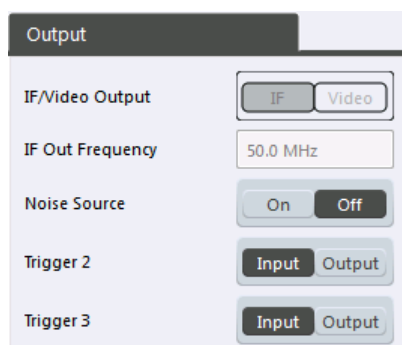 Output
IF/Video Output IF Video
IF Out Frequency 50.0 MHz
Noise Source On Off
Trigger 2 Input Output
Trigger 3 Input Output